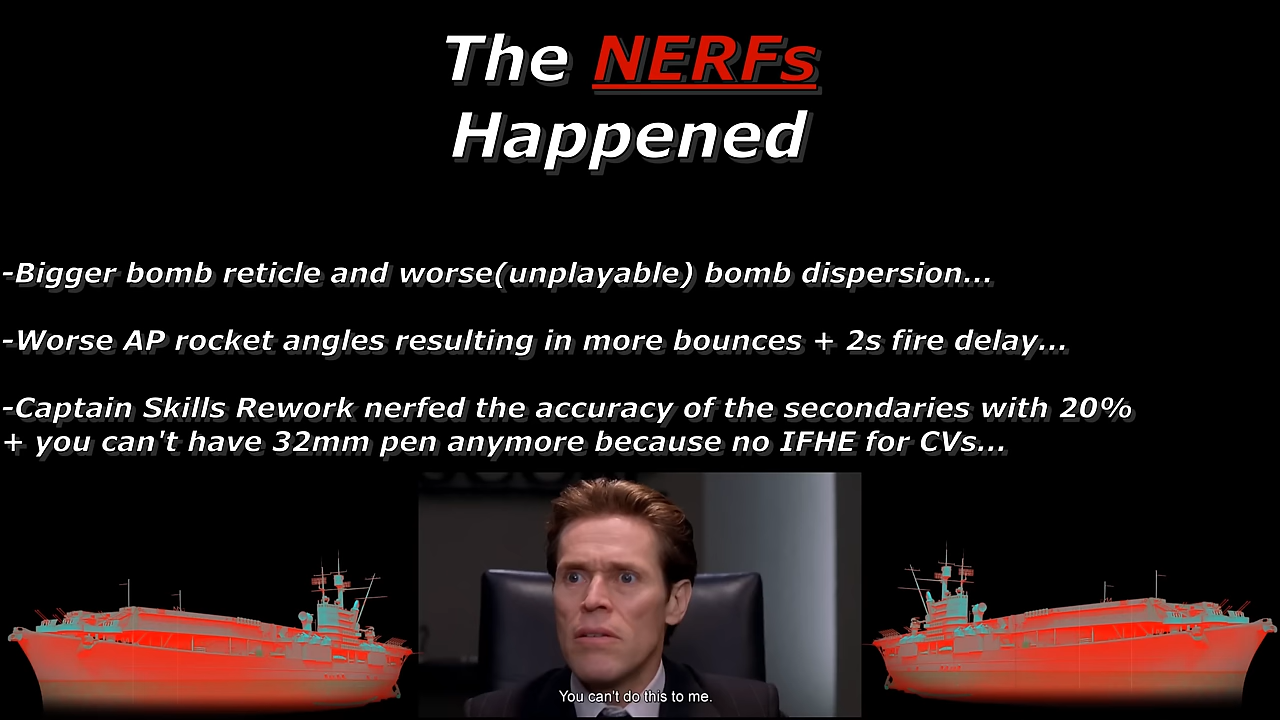 The NERFs
Happened
-Bigger bomb reticle and worse(unplayable) bomb dispersion...
-Worse AP rocket angles resulting in more bounces + 2s fire delay...
-Captain Skills Rework nerfed the accuracy of the secondaries with 20%
+ you can't have 32mm pen anymore because no IFHE for CVs...
You can't do this to me.